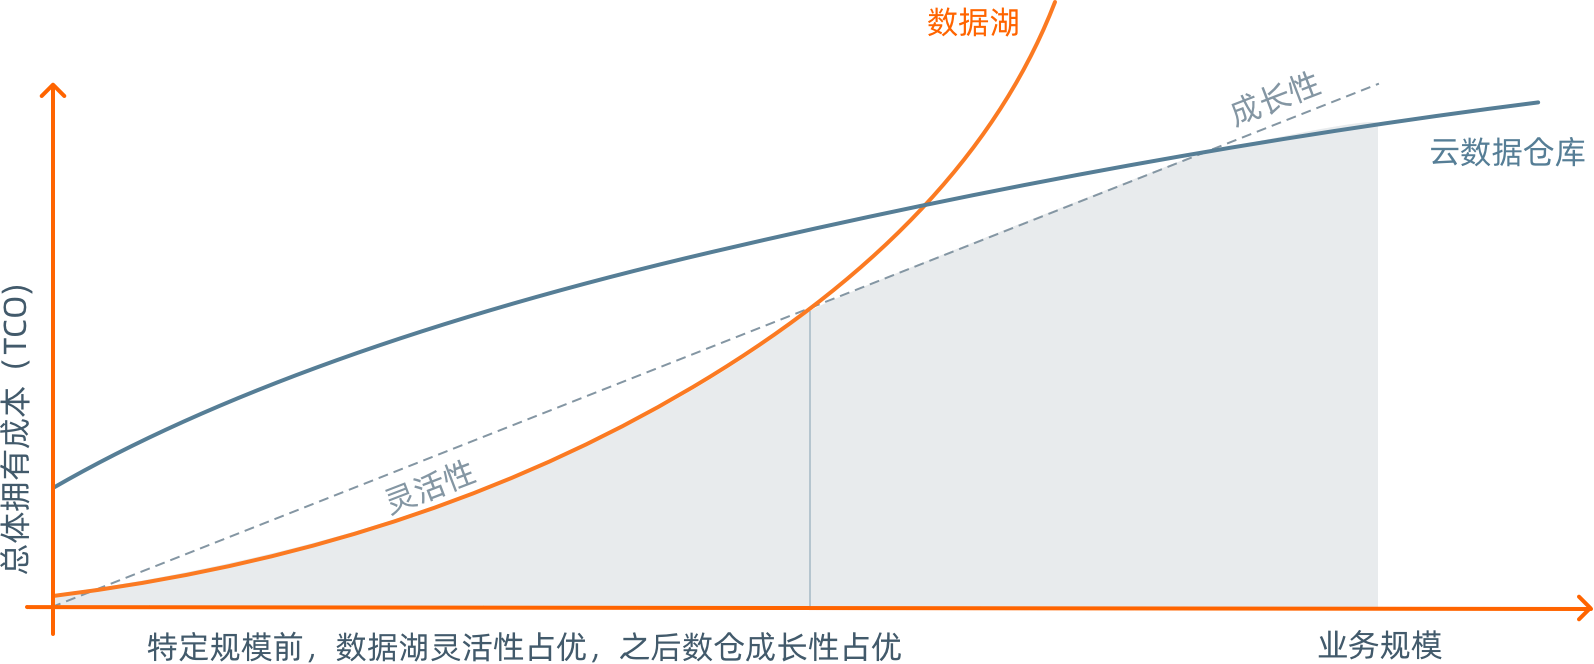 数据湖
成长性
云数据仓库
总体拥有成本（TCO）
灵活性
特定规模前，数据湖灵活性占优，之后数仓成长性占优
业务规模